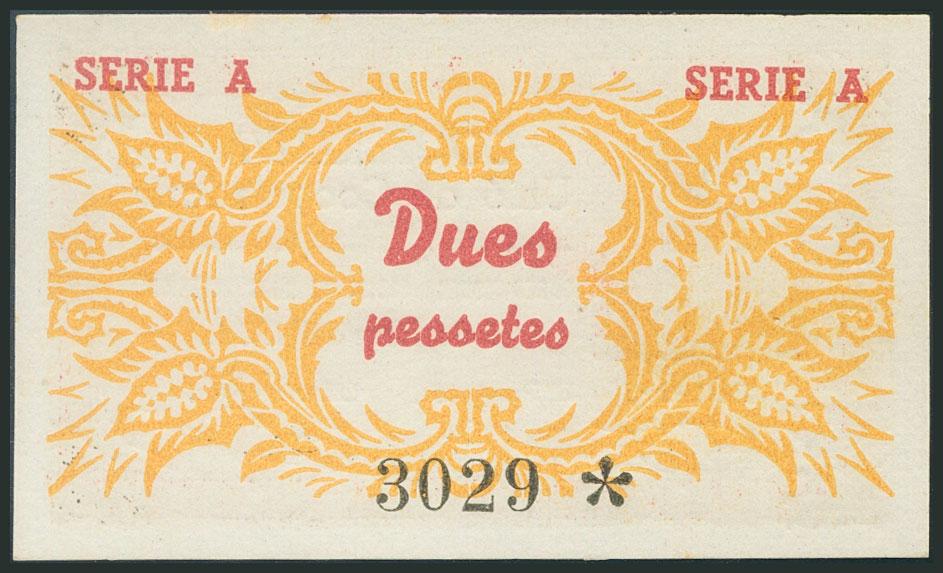 SERIE A SERIE A
Dues
pessetes
3029 *